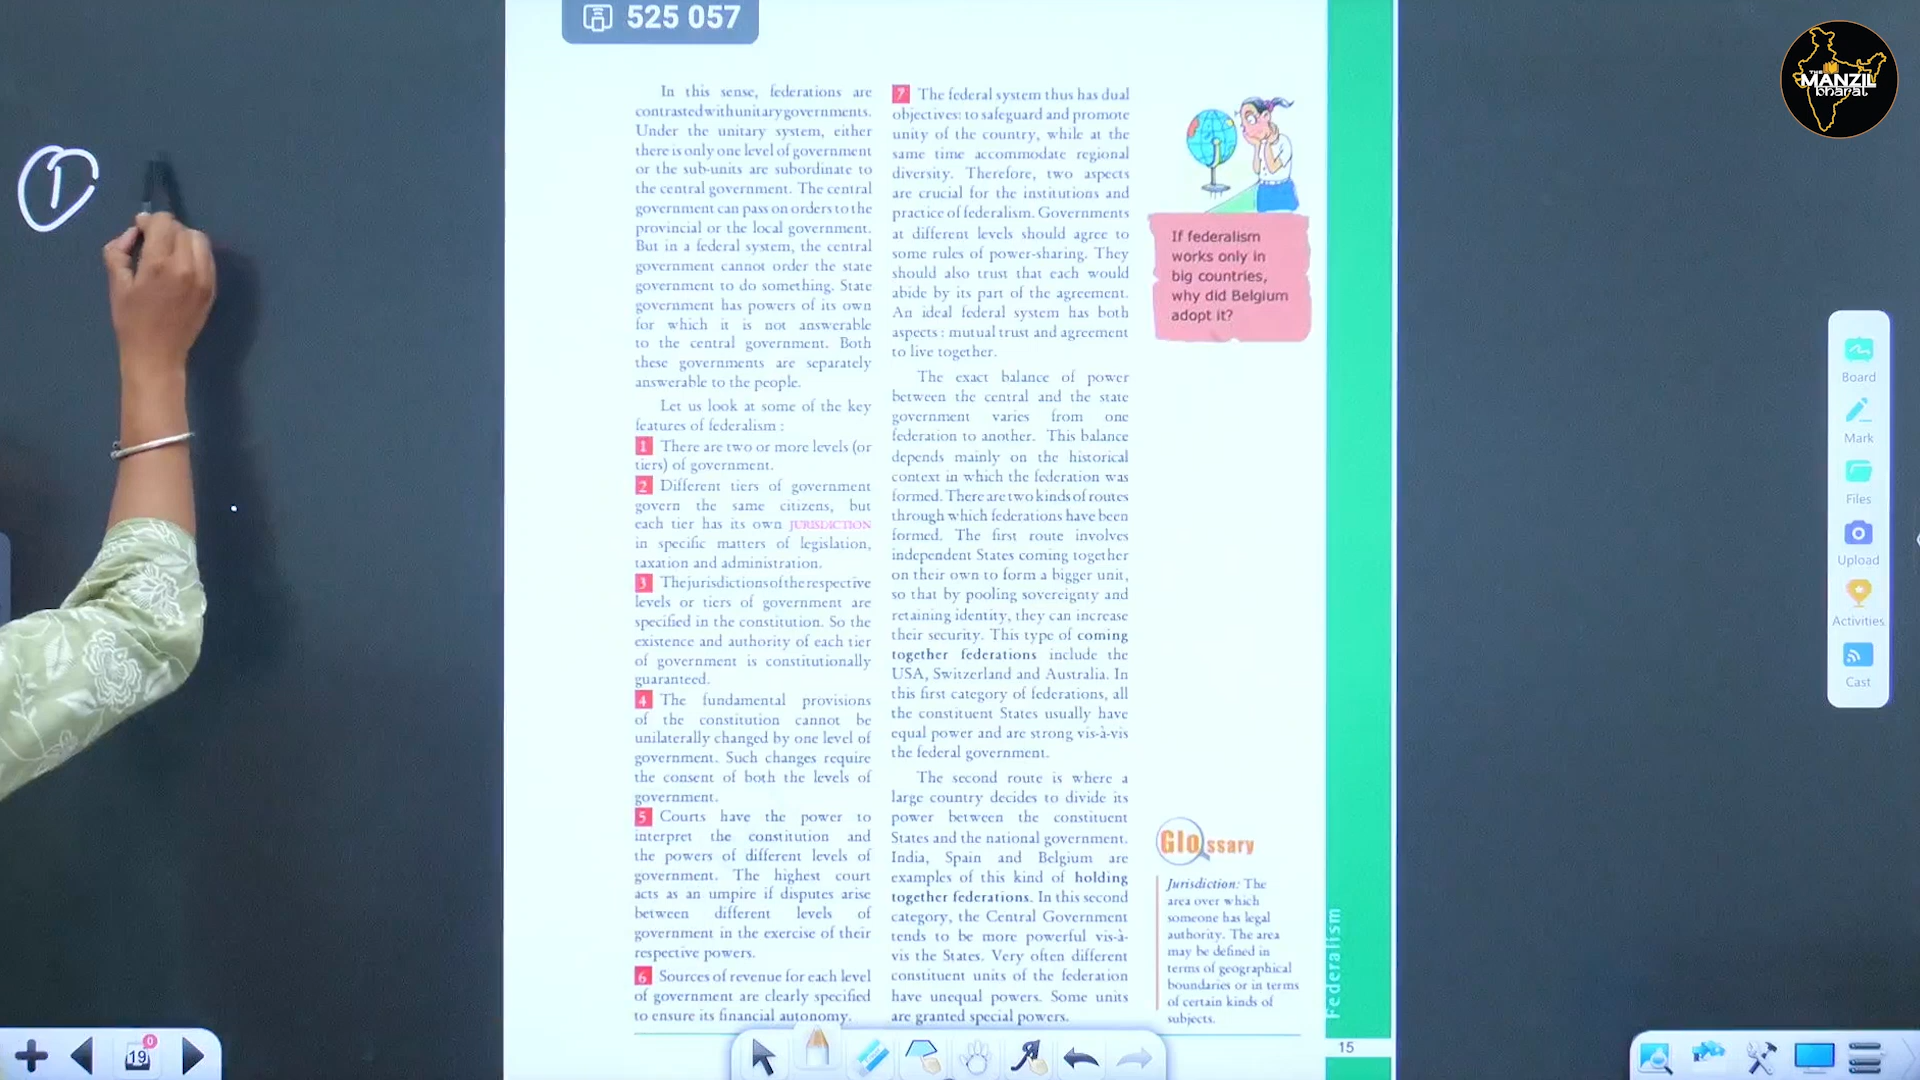 525 057
THE
MANZIL
bharat
1
In this sense, federations are
contrasted with unitary governments.
Under the unitary system, either
there is only one level of government
or the sub-units are subordinate to
the central government. The central
government can pass on orders to the
provincial or the local government.
But in a federal system, the central
government cannot order the state
government to do something. State
government has powers of its own
for which it is not answerable
to the central government. Both
these governments are separately
answerable to the people.
Let us look at some of the key
features of federalism :
1 There are two or more levels (or
tiers) of government.
2 Different tiers of government
govern the same citizens, but
each tier has its own JURISDICTION
in specific matters of legislation,
taxation and administration.
3 The jurisdictions of the respective
levels or tiers of government are
specified in the constitution. So the
existence and authority of each tier
of government is constitutionally
guaranteed.
4 The fundamental provisions
of the constitution cannot be
unilaterally changed by one level of
government. Such changes require
the consent of both the levels of
government.
5 Courts have the power to
interpret the constitution and
the powers of different levels of
government. The highest court
acts as an umpire if disputes arise
between different levels of
government in the exercise of their
respective powers.
6 Sources of revenue for each level
of government are clearly specified
to ensure its financial autonomy.
7 The federal system thus has dual
objectives: to safeguard and promote
unity of the country, while at the
same time accommodate regional
diversity. Therefore, two aspects
are crucial for the institutions and
practice of federalism. Governments
at different levels should agree to
some rules of power-sharing. They
should also trust that each would
abide by its part of the agreement.
An ideal federal system has both
aspects : mutual trust and agreement
to live together.
The exact balance of power
between the central and the state
government varies from one
federation to another. This balance
depends mainly on the historical
context in which the federation was
formed. There are two kinds of routes
through which federations have been
formed. The first route involves
independent States coming together
on their own to form a bigger unit,
so that by pooling sovereignty and
retaining identity, they can increase
their security. This type of coming
together federations include the
USA, Switzerland and Australia. In
this first category of federations, all
the constituent States usually have
equal power and are strong vis-à-vis
the federal government.
The second route is where a
large country decides to divide its
power between the constituent
States and the national government.
India, Spain and Belgium are
examples of this kind of holding
together federations. In this second
category, the Central Government
tends to be more powerful vis-à-
vis the States. Very often different
constituent units of the federation
have unequal powers. Some units
are granted special powers.
If federalism
works only in
big countries,
why did Belgium
adopt it?
Glossary
Jurisdiction: The
area over which
someone has legal
authority. The area
may be defined in
terms of geographical
boundaries or in terms
of certain kinds of
subjects.
Federalism
15
Board
Mark
Files
Upload
Activities
Cast
19
0